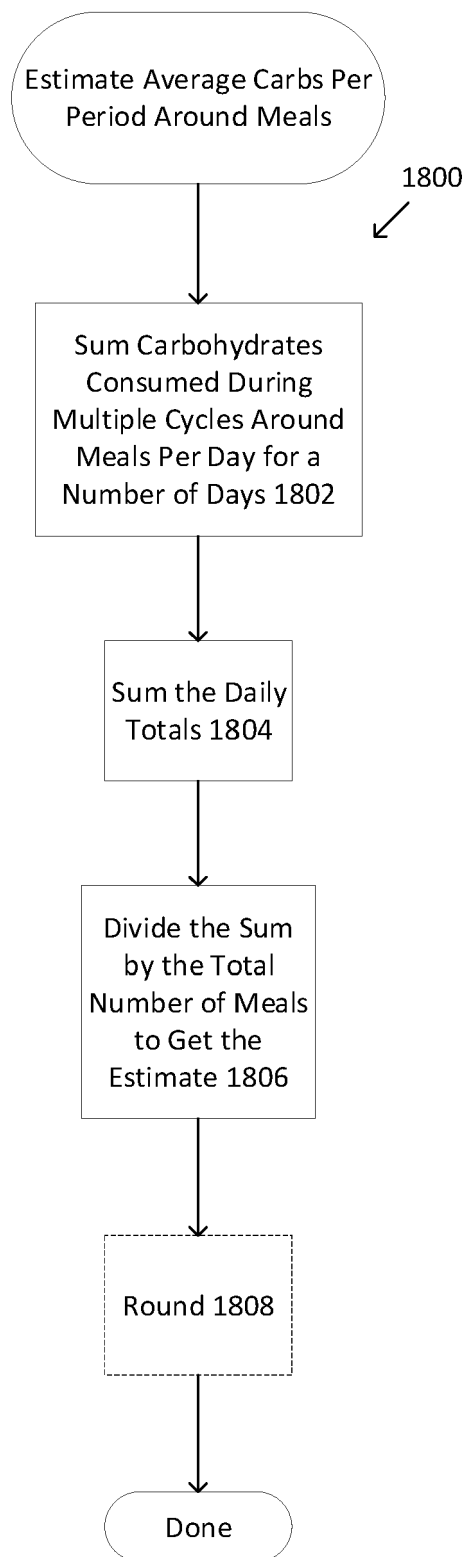 Estimate Average Carbs Per
Period Around Meals
1800
Sum Carbohydrates
Consumed During
Multiple Cycles Around
Meals Per Day for a
Number of Days 1802
Sum the Daily
Totals 1804
Divide the Sum
by the Total
Number of Meals
to Get the
Estimate 1806
Round 1808
Done